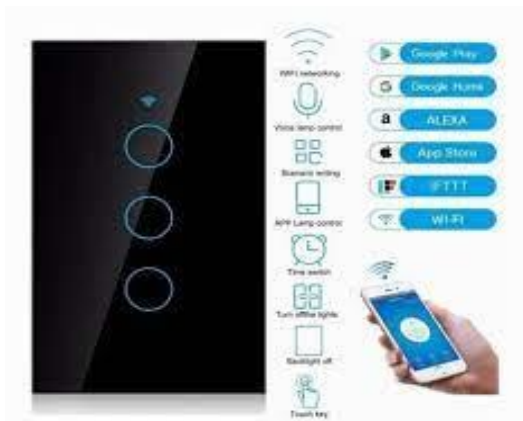 WIFI networking
Voice lamp control
Scenario setting
APP Lamp control
Time switch
Turn off the lights
Backlight off
Touch key
Google Play
Google Home
a
ALEXA
App Store
IFTTT
WI-FI